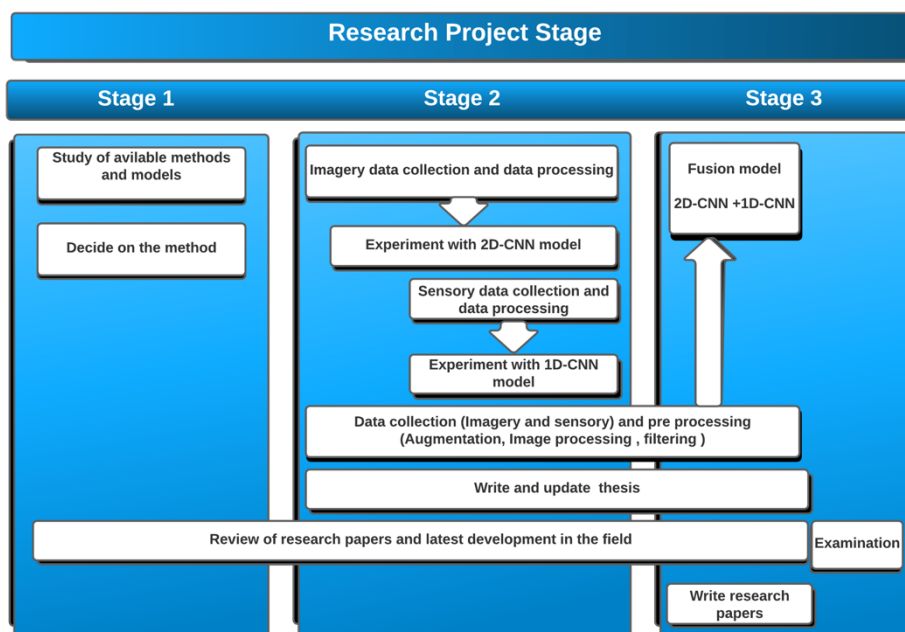 Research Project Stage
Stage 1
Stage 2
Stage 3
Study of avilable methods
and models
Decide on the method
Imagery data collection and data processing
Experiment with 2D-CNN model
Sensory data collection and
data processing
Experiment with 1D-CNN
model
Fusion model
2D-CNN +1D-CNN
Data collection (Imagery and sensory) and pre processing
(Augmentation, Image processing , filtering )
Write and update thesis
Review of research papers and latest development in the field
Examination
Write research
papers